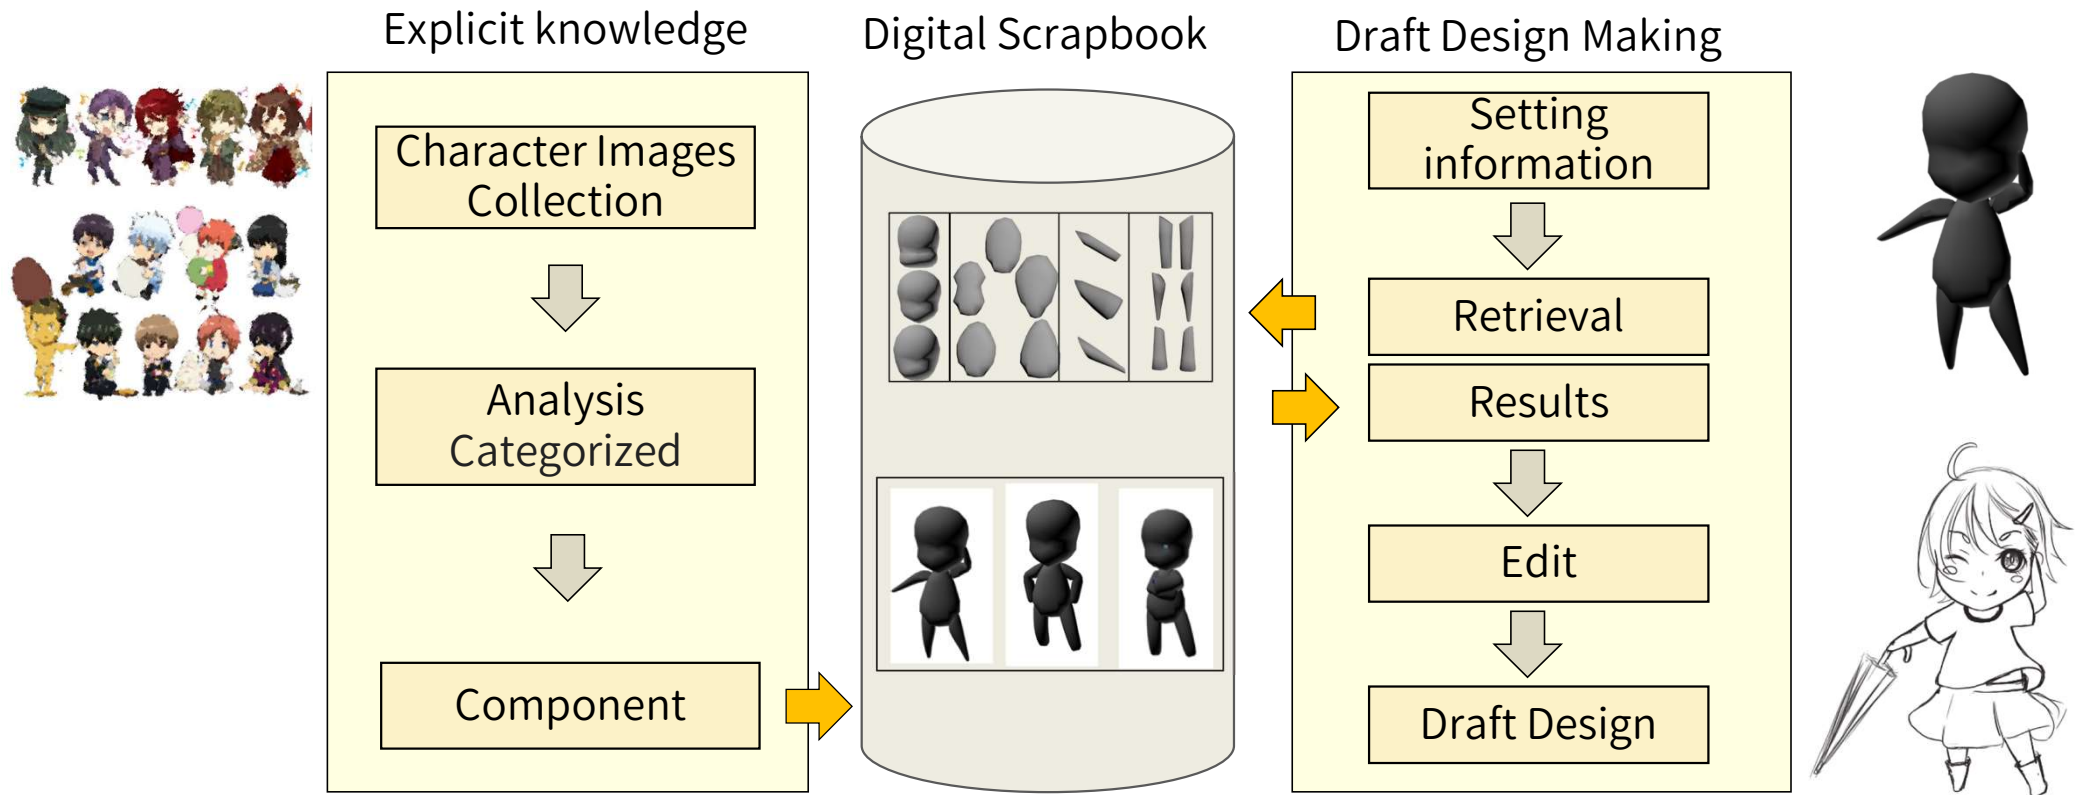 Explicit knowledge
Character Images
Collection
Analysis
Categorized
Component
Digital Scrapbook
Draft Design Making
Setting
information
Retrieval
Results
Edit
Draft Design